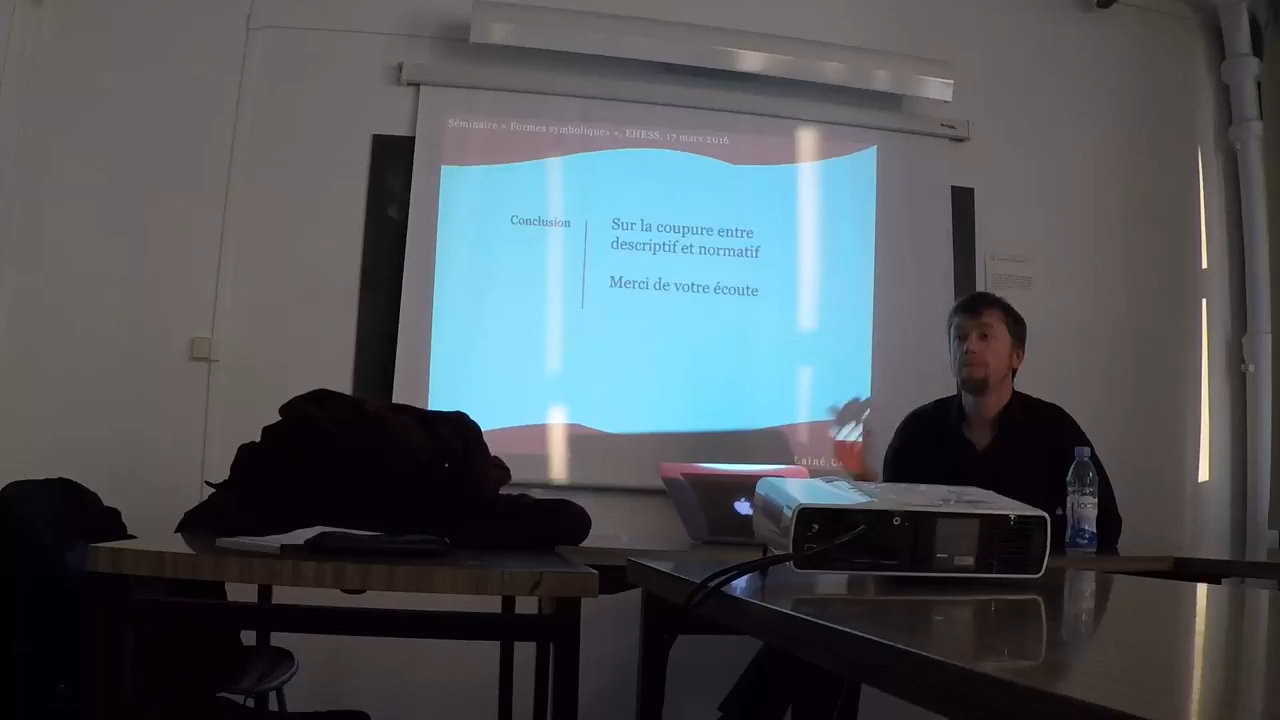 Séminaire « Formes symboliques », EHESS, 17 mars 2016
Conclusion
Sur la coupure entre
descriptif et normatif
Merci de votre écoute
Lainé,